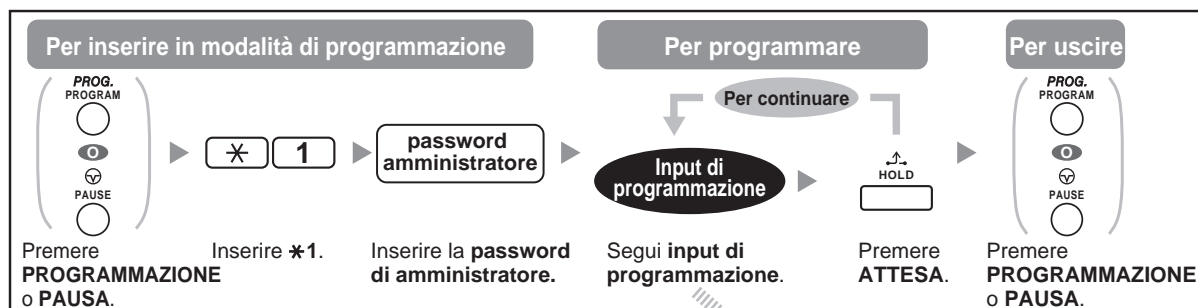 Per inserire in modalità di programmazione
Per programmare
Per uscire
PROG.
PROGRAM
O
PAUSE
* 1
password
amministratore
Per continuare
Input di
programmazione
HOLD
PROG.
PROGRAM
O
PAUSE
Premere
PROGRAMMAZIONE
o PAUSA.
Inserire *1.
Inserire la password
di amministratore.
Segui input di
programmazione.
Premere
ATTESA.
Premere
PROGRAMMAZIONE
o PAUSA.